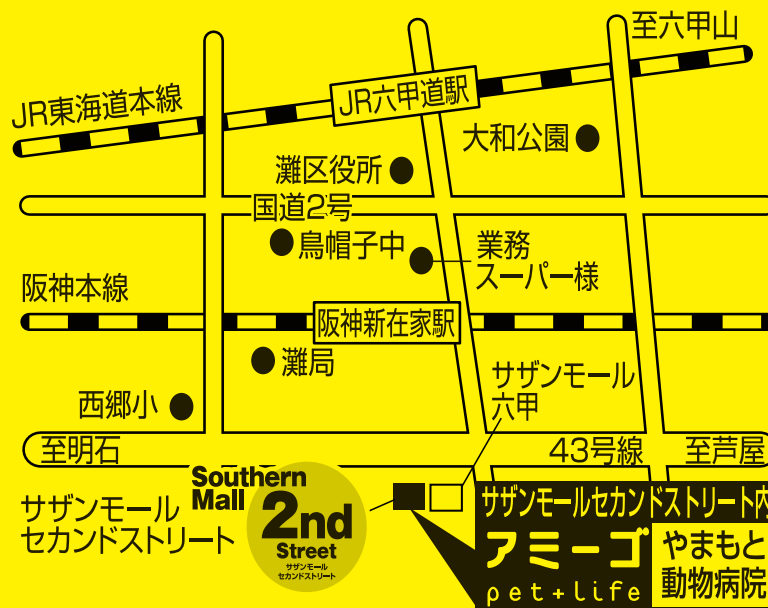 至六甲山
JR東海道本線
JR六甲道駅
大和公園
灘区役所
国道2号
烏帽子中
業務
スーパー様
阪神本線
阪神新在家駅
灘局
サザンモール
六甲
西郷小
至明石
43号線
至芦屋
Southern
Mall
2nd
Street
サザンモール
セカンドストリート
サザンモール
セカンドストリート
サザンモールセカンドストリート内
アミーゴ
pet+life
やまもと
動物病院